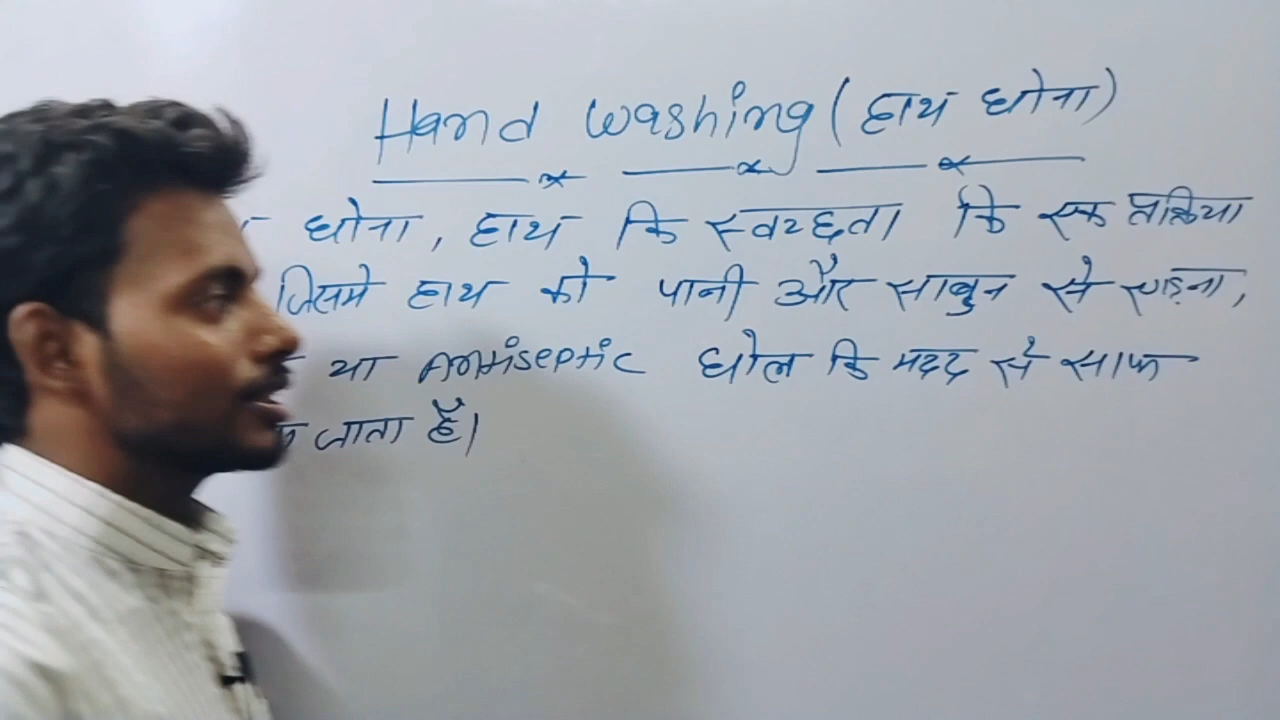 Hand washing (हाथ धोना)
धोना, हाथ कि स्वच्छता कि एक प्रक्रिया
जिसमे हाथ को पानी और साबुन से रगड़ना,
या Antiseptic घोल कि मदद से साफ
जाता है।